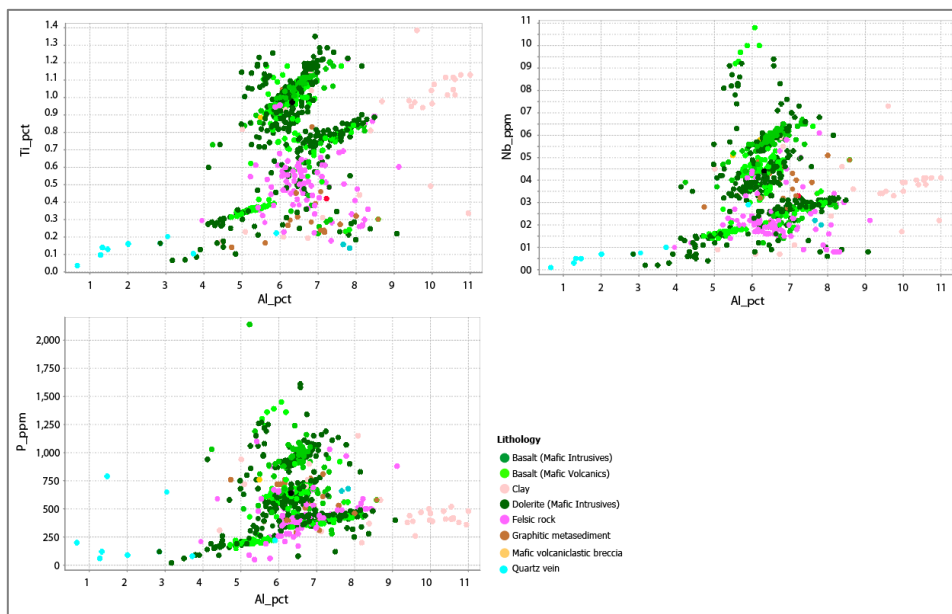 1.4
1.3
1.2
1.1
1.0
0.9
0.8
0.7
0.6
0.5
0.4
0.3
0.2
0.1
0.0
Ti_pct
1 2 3 4 5 6 7 8 9 10 11
Al_pct
11
10
09
08
07
06
05
04
03
02
01
00
Nb_ppm
1 2 3 4 5 6 7 8 9 10 11
Al_pct
2,000
1,750
1,500
1,250
1,000
750
500
250
0
P_ppm
1 2 3 4 5 6 7 8 9 10 11
Al_pct
Lithology
Basalt (Mafic Intrusives)
Basalt (Mafic Volcanics)
Clay
Dolerite (Mafic Intrusives)
Felsic rock
Graphitic metasediment
Mafic volcaniclastic breccia
Quartz vein